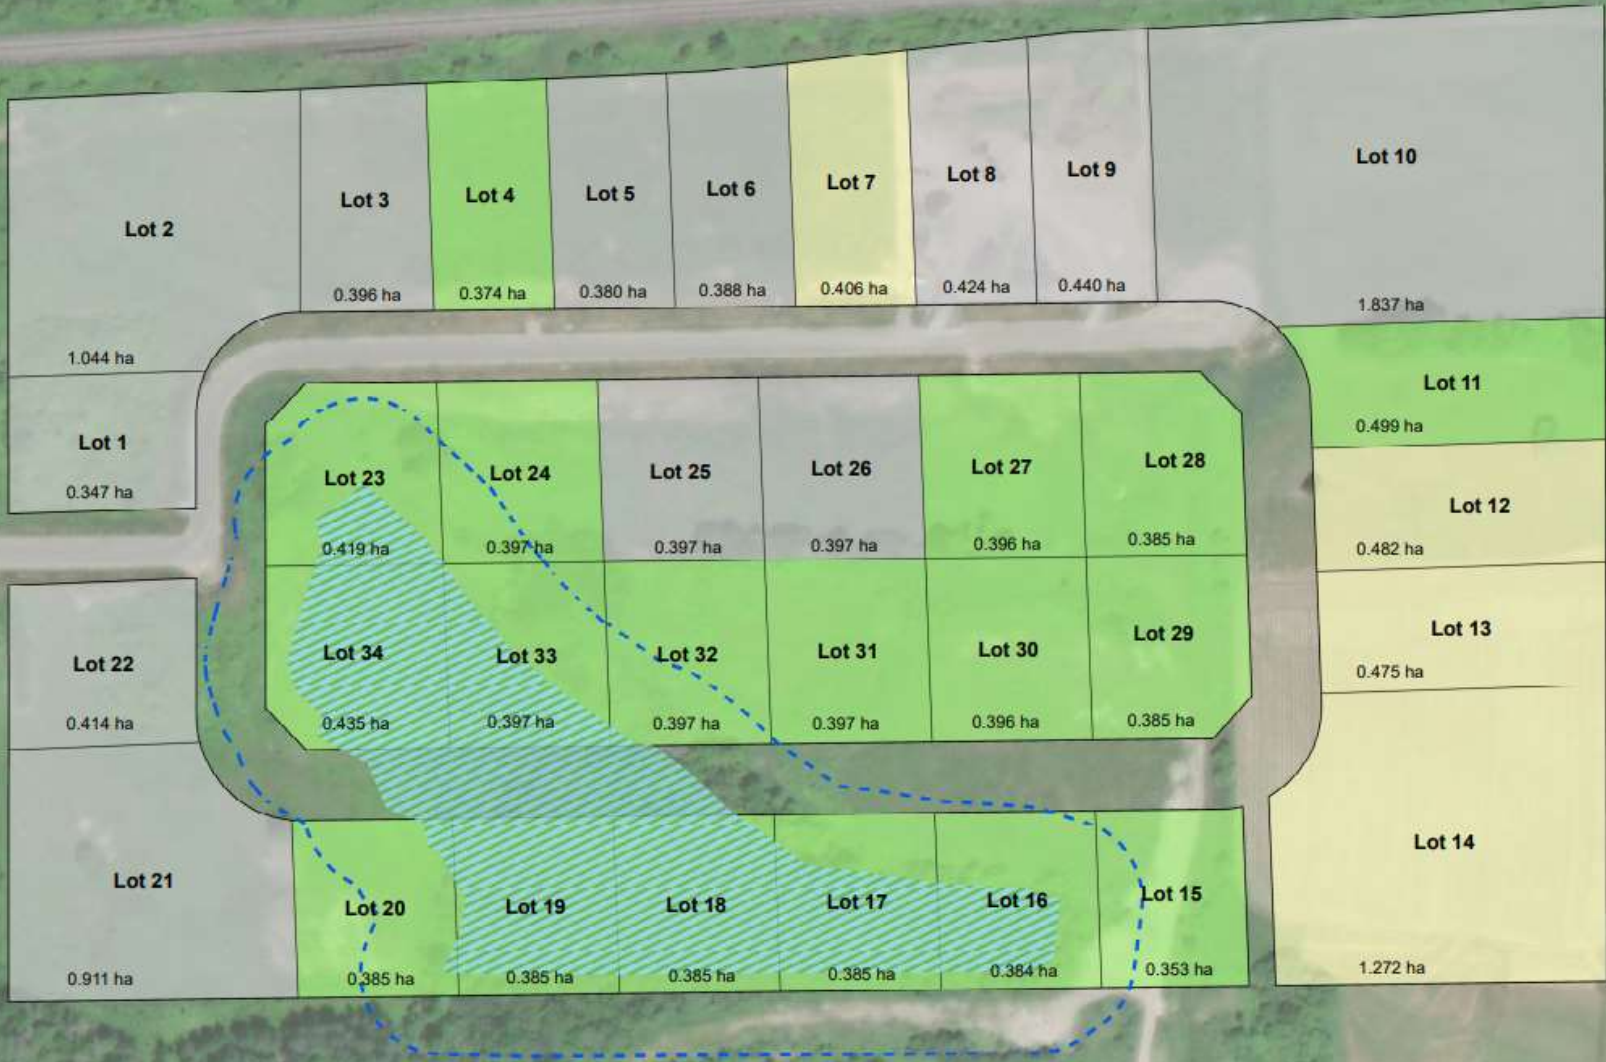 Lot 2
1.044 ha
Lot 3
0.396 ha
Lot 4
0.374 ha
Lot 5
0.380 ha
Lot 6
0.388 ha
Lot 7
0.406 ha
Lot 8
0.424 ha
Lot 9
0.440 ha
Lot 10
1.837 ha
Lot 1
0.347 ha
Lot 11
0.499 ha
Lot 23
0.419 ha
Lot 24
0.397 ha
Lot 25
0.397 ha
Lot 26
0.397 ha
Lot 27
0.396 ha
Lot 28
0.385 ha
Lot 12
0.482 ha
Lot 22
0.414 ha
Lot 34
0.435 ha
Lot 33
0.397 ha
Lot 32
0.397 ha
Lot 31
0.397 ha
Lot 30
0.396 ha
Lot 29
0.385 ha
Lot 13
0.475 ha
Lot 21
0.911 ha
Lot 20
0.385 ha
Lot 19
0.385 ha
Lot 18
0.385 ha
Lot 17
0.385 ha
Lot 16
0.384 ha
Lot 15
0.353 ha
Lot 14
1.272 ha